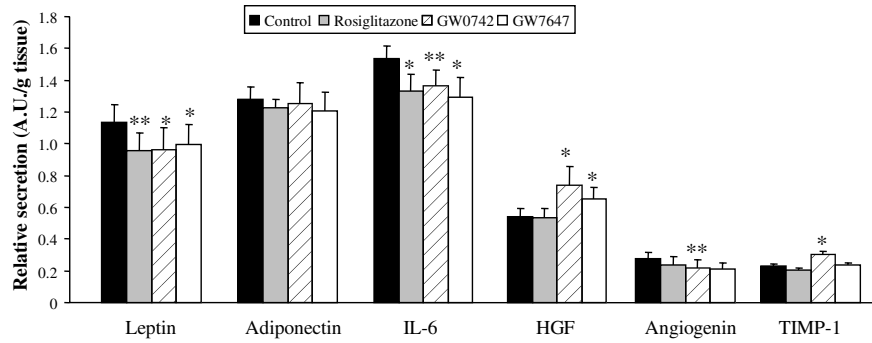 Control Rosiglitazone GW0742 GW7647
Relative secretion (A.U./g tissue)
1.8
1.6
1.4
1.2
1.0
0.8
0.6
0.4
0.2
0
** * *
* ** *
* *
**
*
Leptin Adiponectin IL-6 HGF Angiogenin TIMP-1